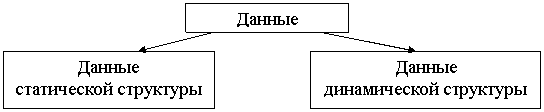 Данные
Данные
статической структуры
Данные
динамической структуры